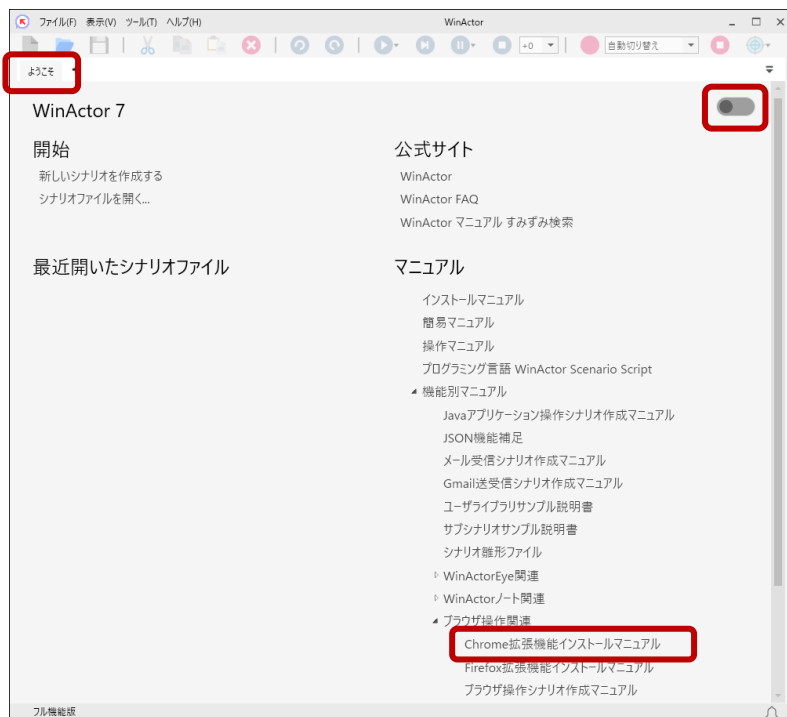 ファイル(F) 表示(V) ツール(T) ヘルプ(H) WinActor
+0 自動切り替え
ようこそ
WinActor 7
開始
新しいシナリオを作成する
シナリオファイルを開く...
最近開いたシナリオファイル
公式サイト
WinActor
WinActor FAQ
WinActor マニュアル すみずみ検索
マニュアル
インストールマニュアル
簡易マニュアル
操作マニュアル
プログラミング言語 WinActor Scenario Script
機能別マニュアル
Javaアプリケーション操作シナリオ作成マニュアル
JSON機能補足
メール受信シナリオ作成マニュアル
Gmail送受信シナリオ作成マニュアル
ユーザライブラリサンプル説明書
サブシナリオサンプル説明書
シナリオ雛形ファイル
WinActorEye関連
WinActorノート関連
ブラウザ操作関連
Chrome拡張機能インストールマニュアル
Firefox拡張機能インストールマニュアル
ブラウザ操作シナリオ作成マニュアル
フル機能版